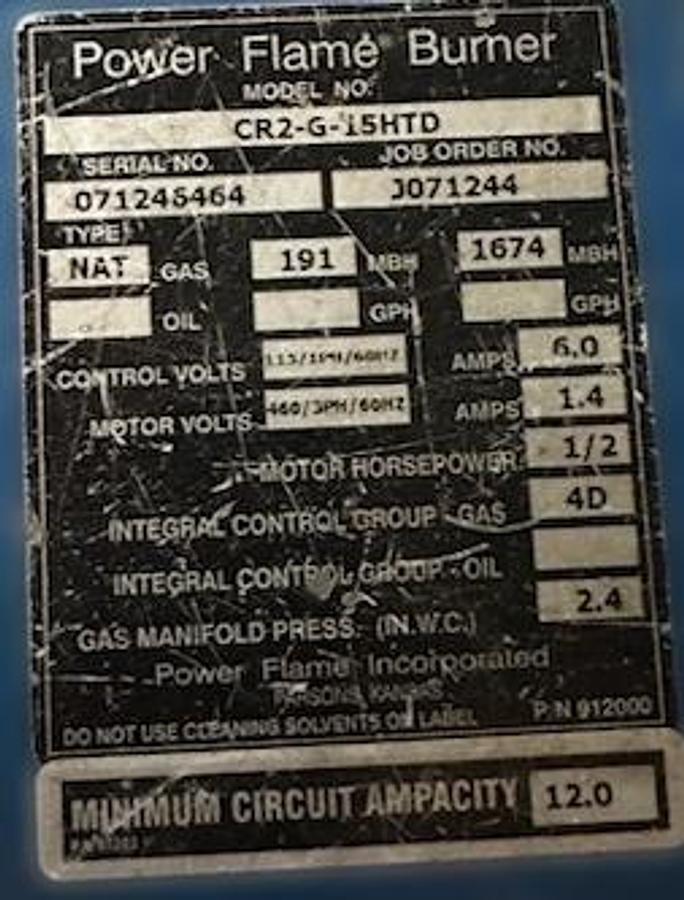 Power Flame Burner
MODEL NO.
CR2-G-15HTD
SERIAL NO. JOB ORDER NO.
071245464 J071244
TYPE
NAT GAS 191 MBH 1674 MBH
OIL GPH GPH
CONTROL VOLTS 115/1PH/60HZ AMPS 6.0
MOTOR VOLTS 460/3PH/60HZ AMPS 1.4
MOTOR HORSEPOWER 1/2
INTEGRAL CONTROL GROUP - GAS 4D
INTEGRAL CONTROL GROUP - OIL
GAS MANIFOLD PRESS. (IN.W.C.) 2.4
Power Flame Incorporated
PARSONS, KANSAS
DO NOT USE CLEANING SOLVENTS ON LABEL P/N 912000
MINIMUM CIRCUIT AMPACITY 12.0